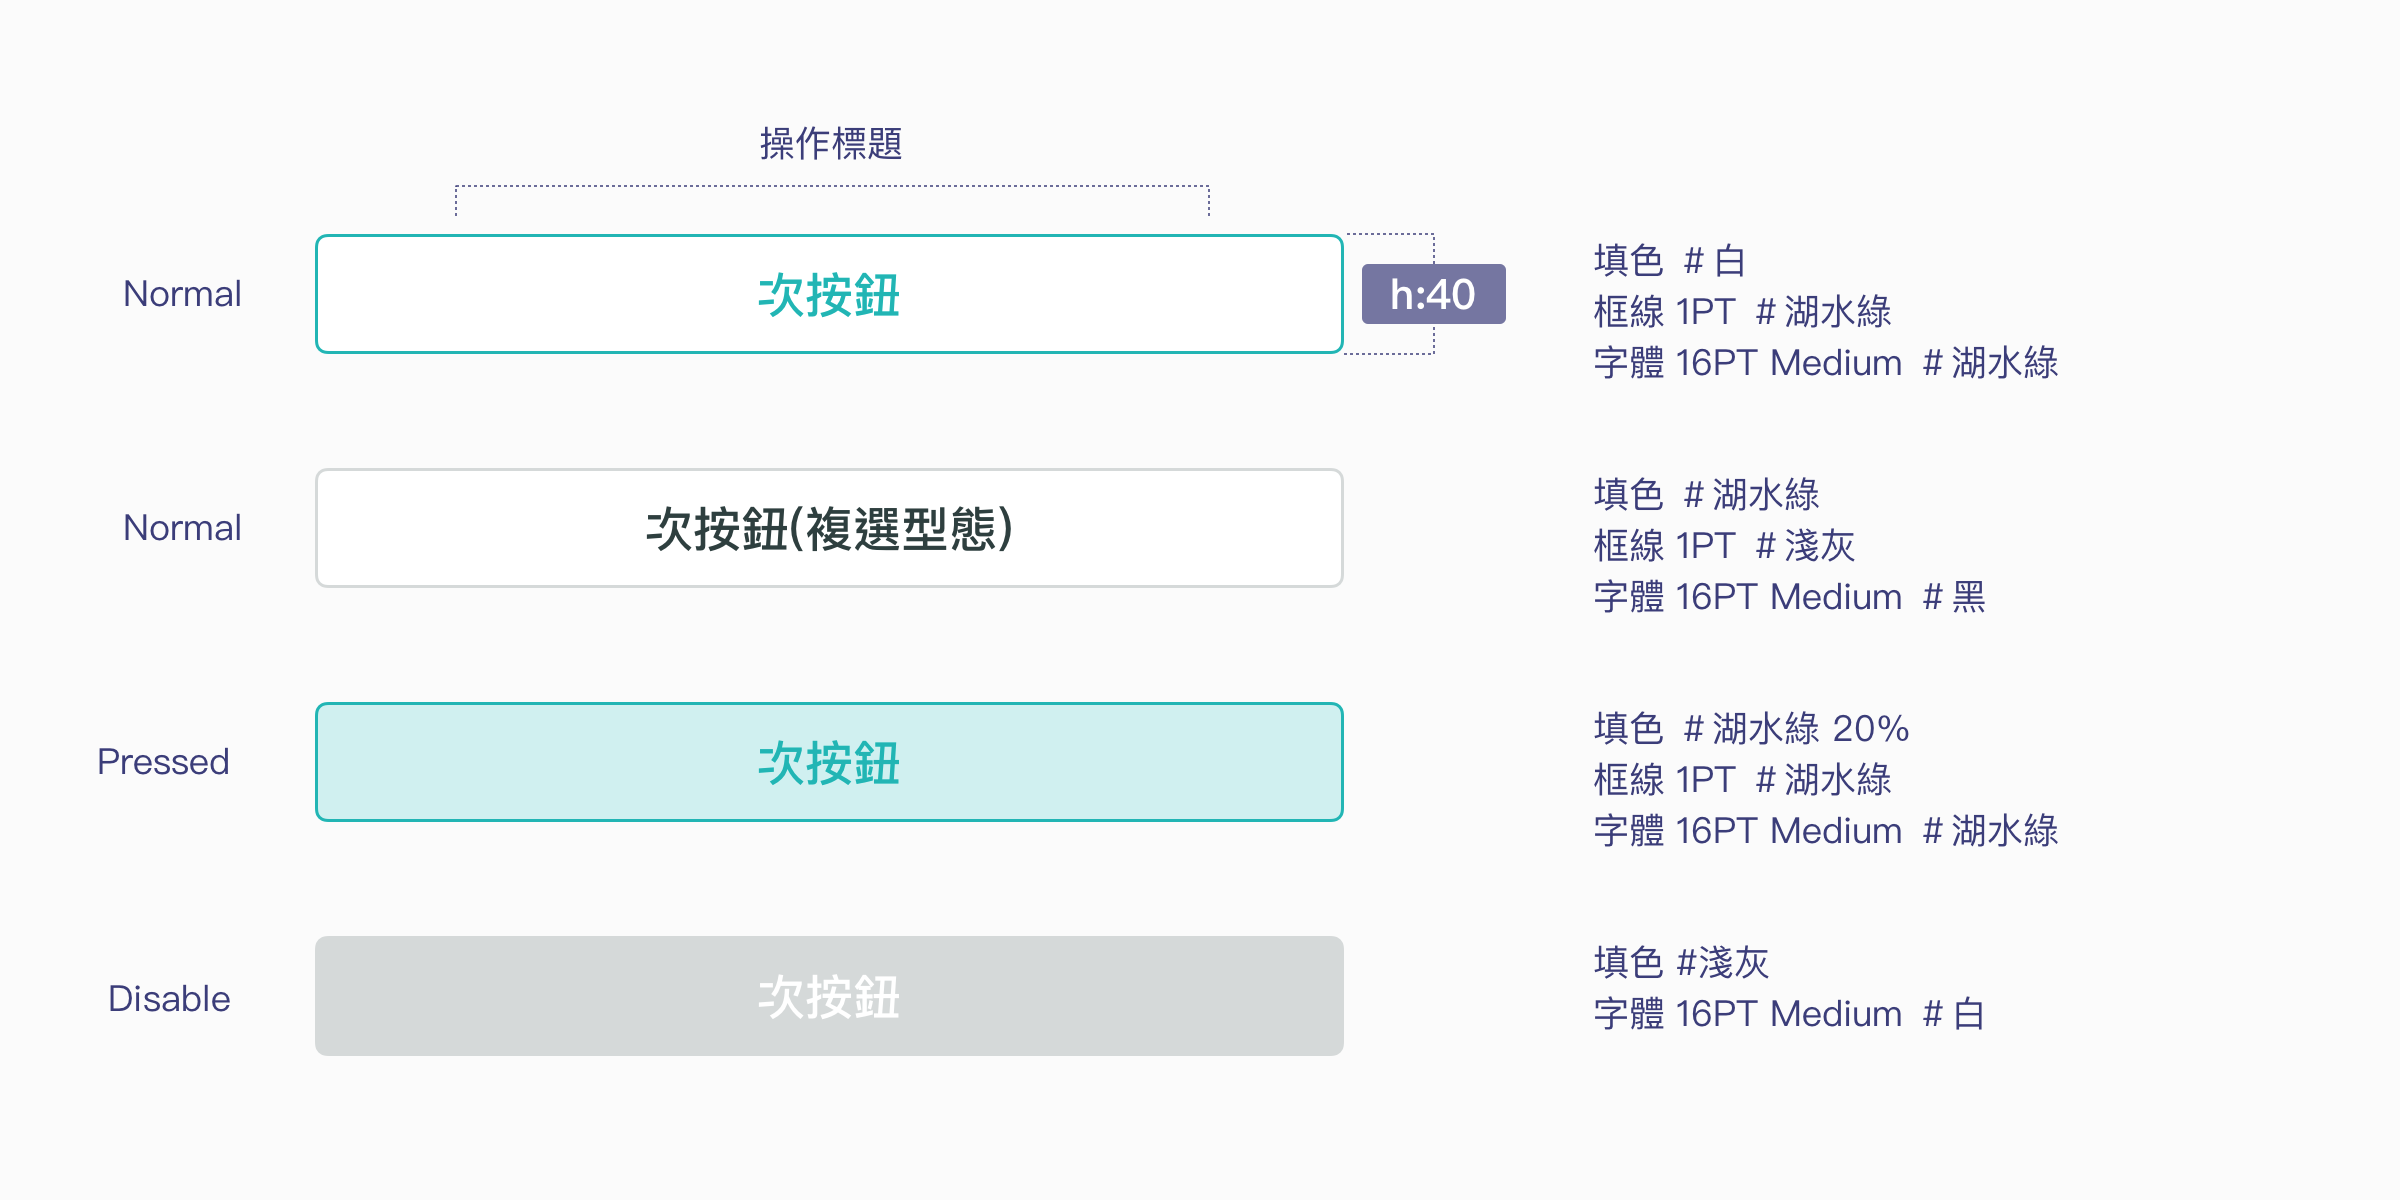 操作標題
Normal
次按鈕
h:40
填色 # 白
框線 1PT # 湖水綠
字體 16PT Medium # 湖水綠
Normal
次按鈕(複選型態)
填色 # 湖水綠
框線 1PT # 淺灰
字體 16PT Medium # 黑
Pressed
次按鈕
填色 # 湖水綠 20%
框線 1PT # 湖水綠
字體 16PT Medium # 湖水綠
Disable
次按鈕
填色 #淺灰
字體 16PT Medium # 白